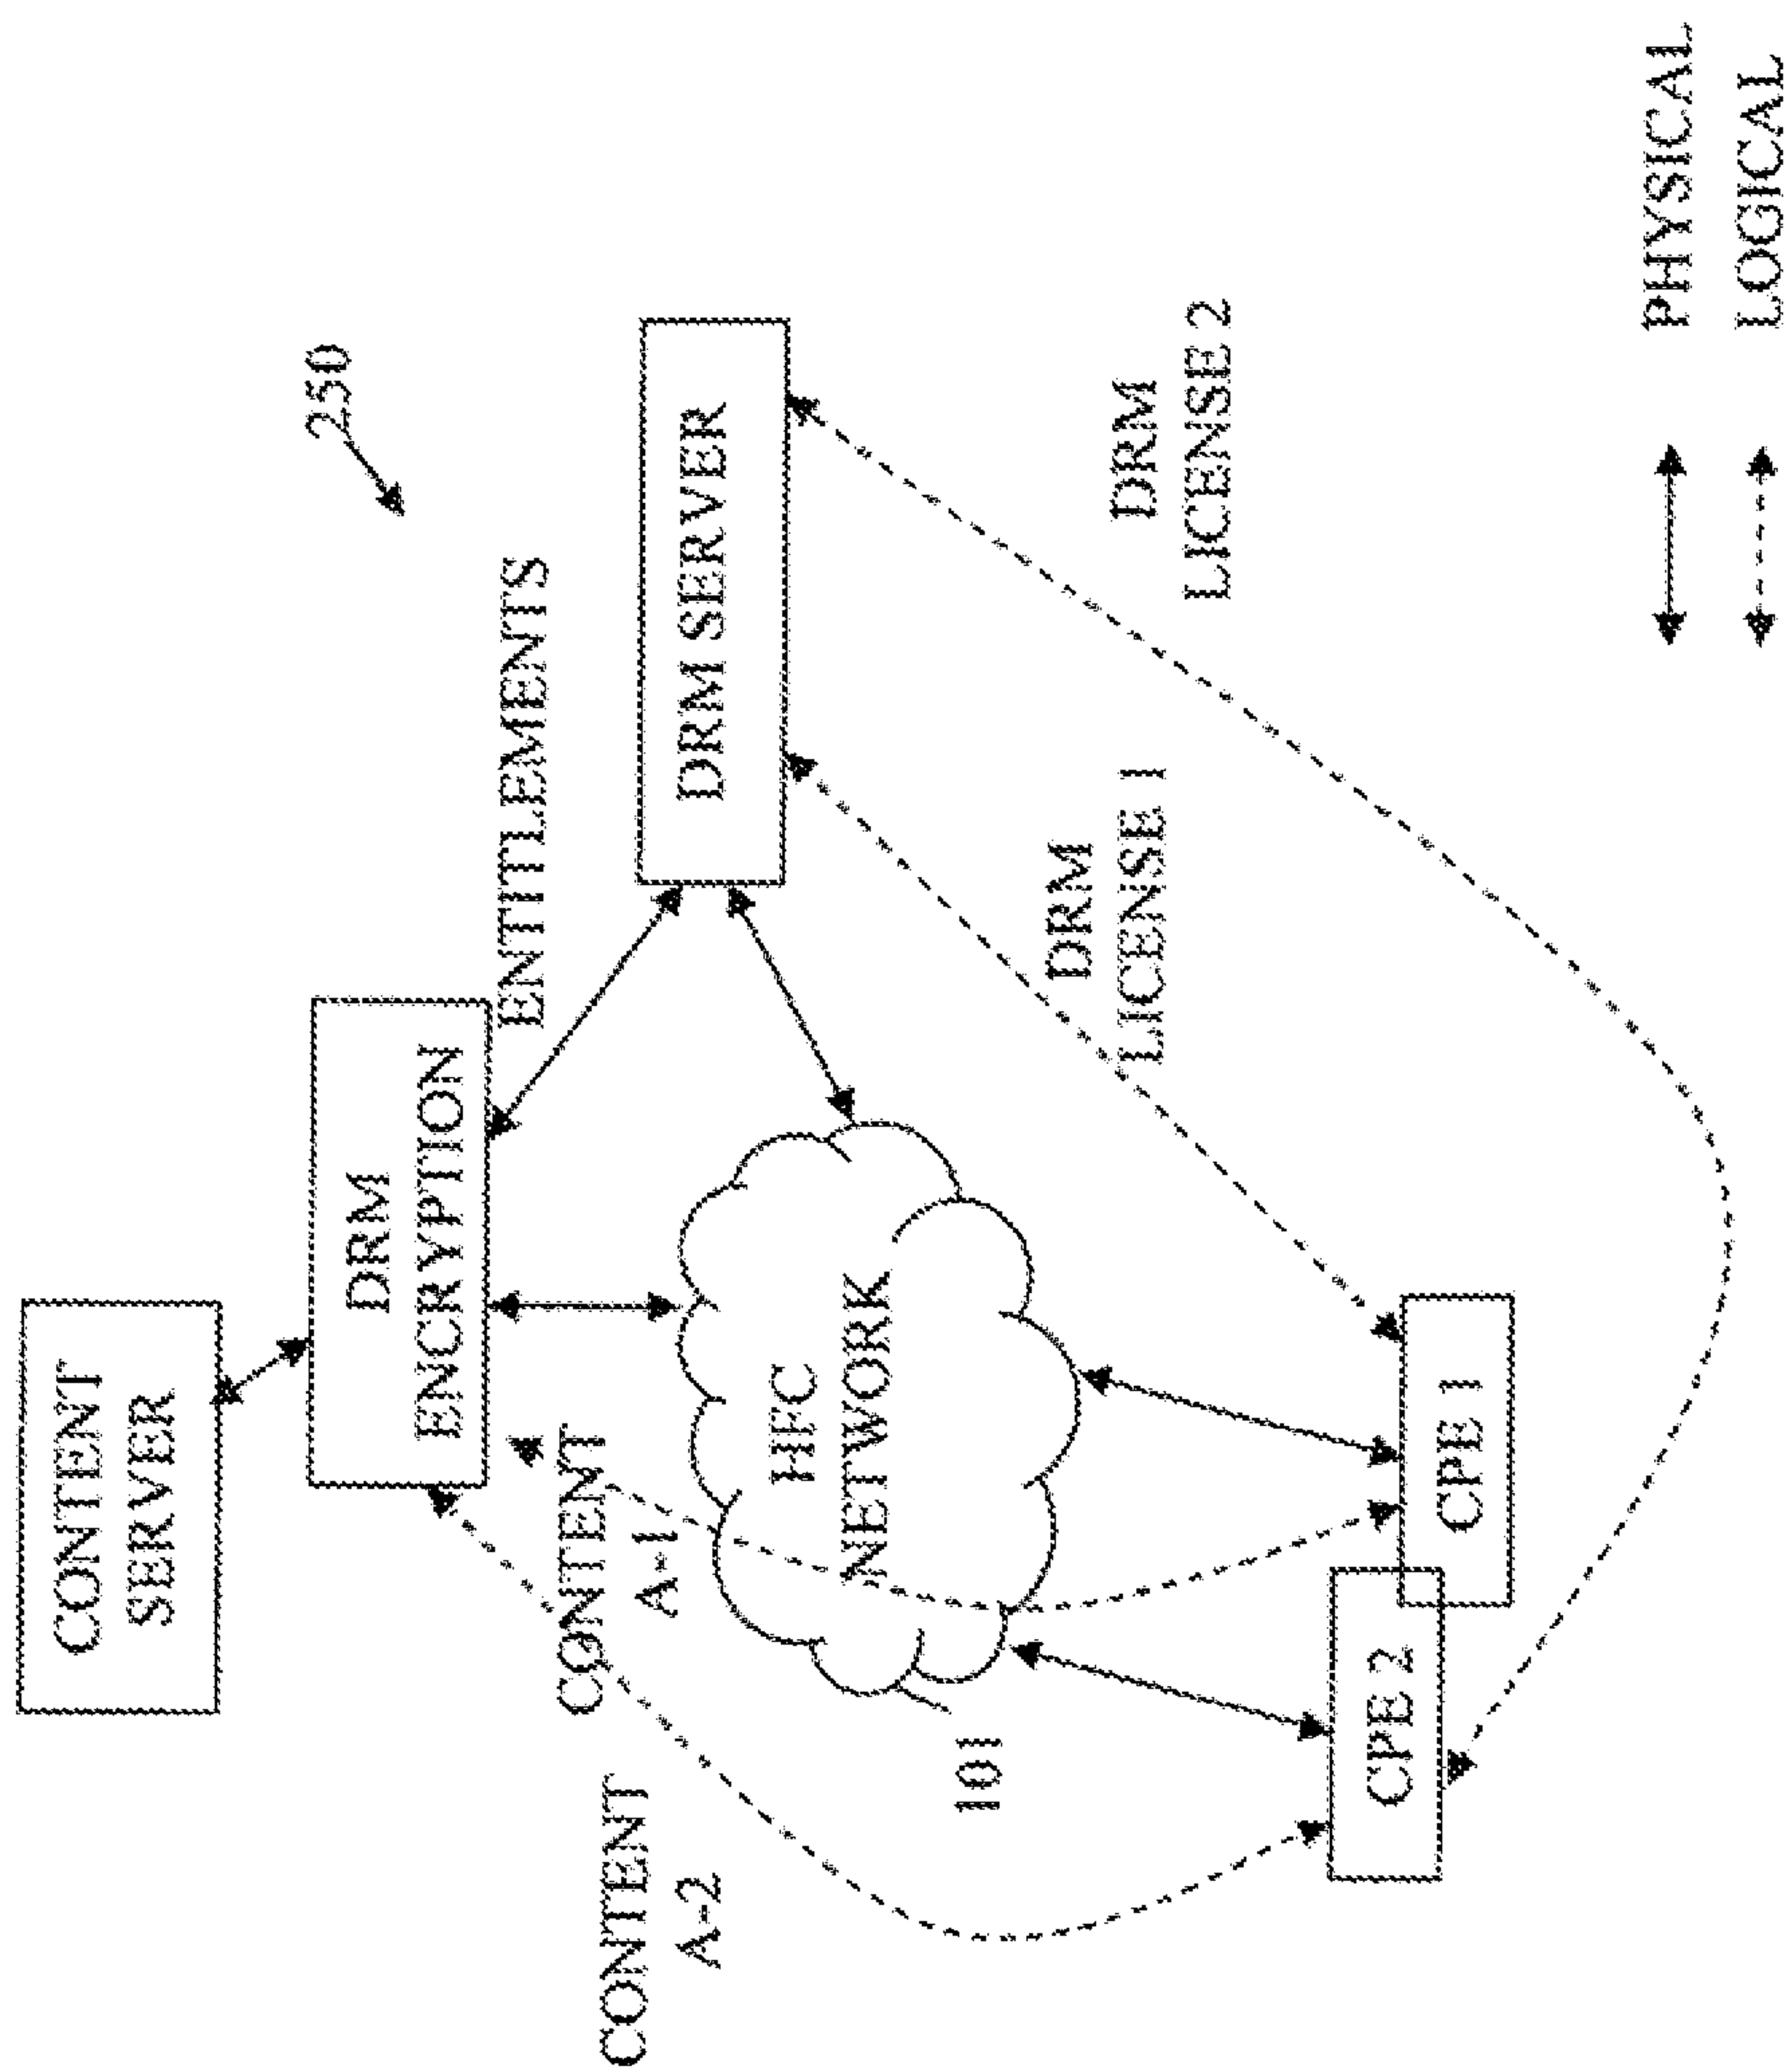 CONTENT
SERVER
DRM
ENCRYPTION
250
ENTITLEMENTS
DRM SERVER
CONTENT
A-1
CONTENT
A-2
HFC
NETWORK
101
DRM
LICENSE 1
DRM
LICENSE 2
CPE 1
CPE 2
PHYSICAL
LOGICAL